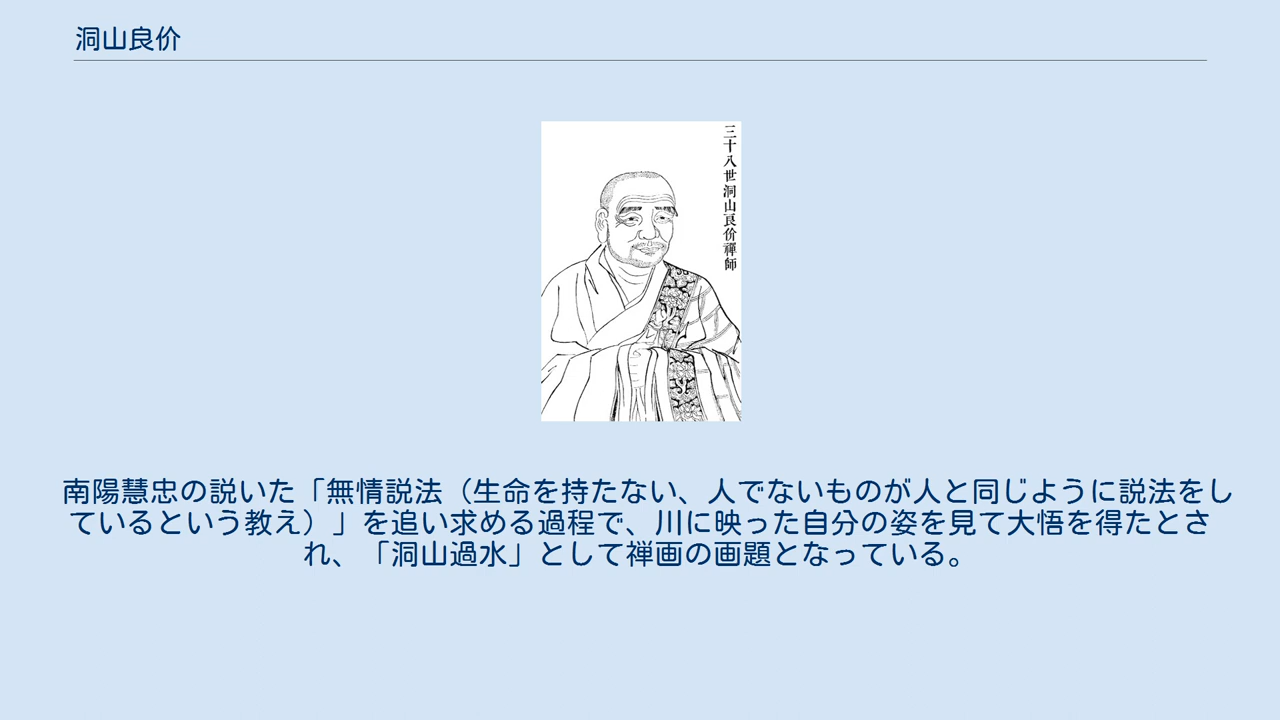 洞山良价
三十八世洞山良价禪師
南陽慧忠の説いた「無情説法（生命を持たない、人でないものが人と同じように説法をし
ているという教え）」を追い求める過程で、川に映った自分の姿を見て大悟を得たとさ
れ、「洞山過水」として禅画の画題となっている。